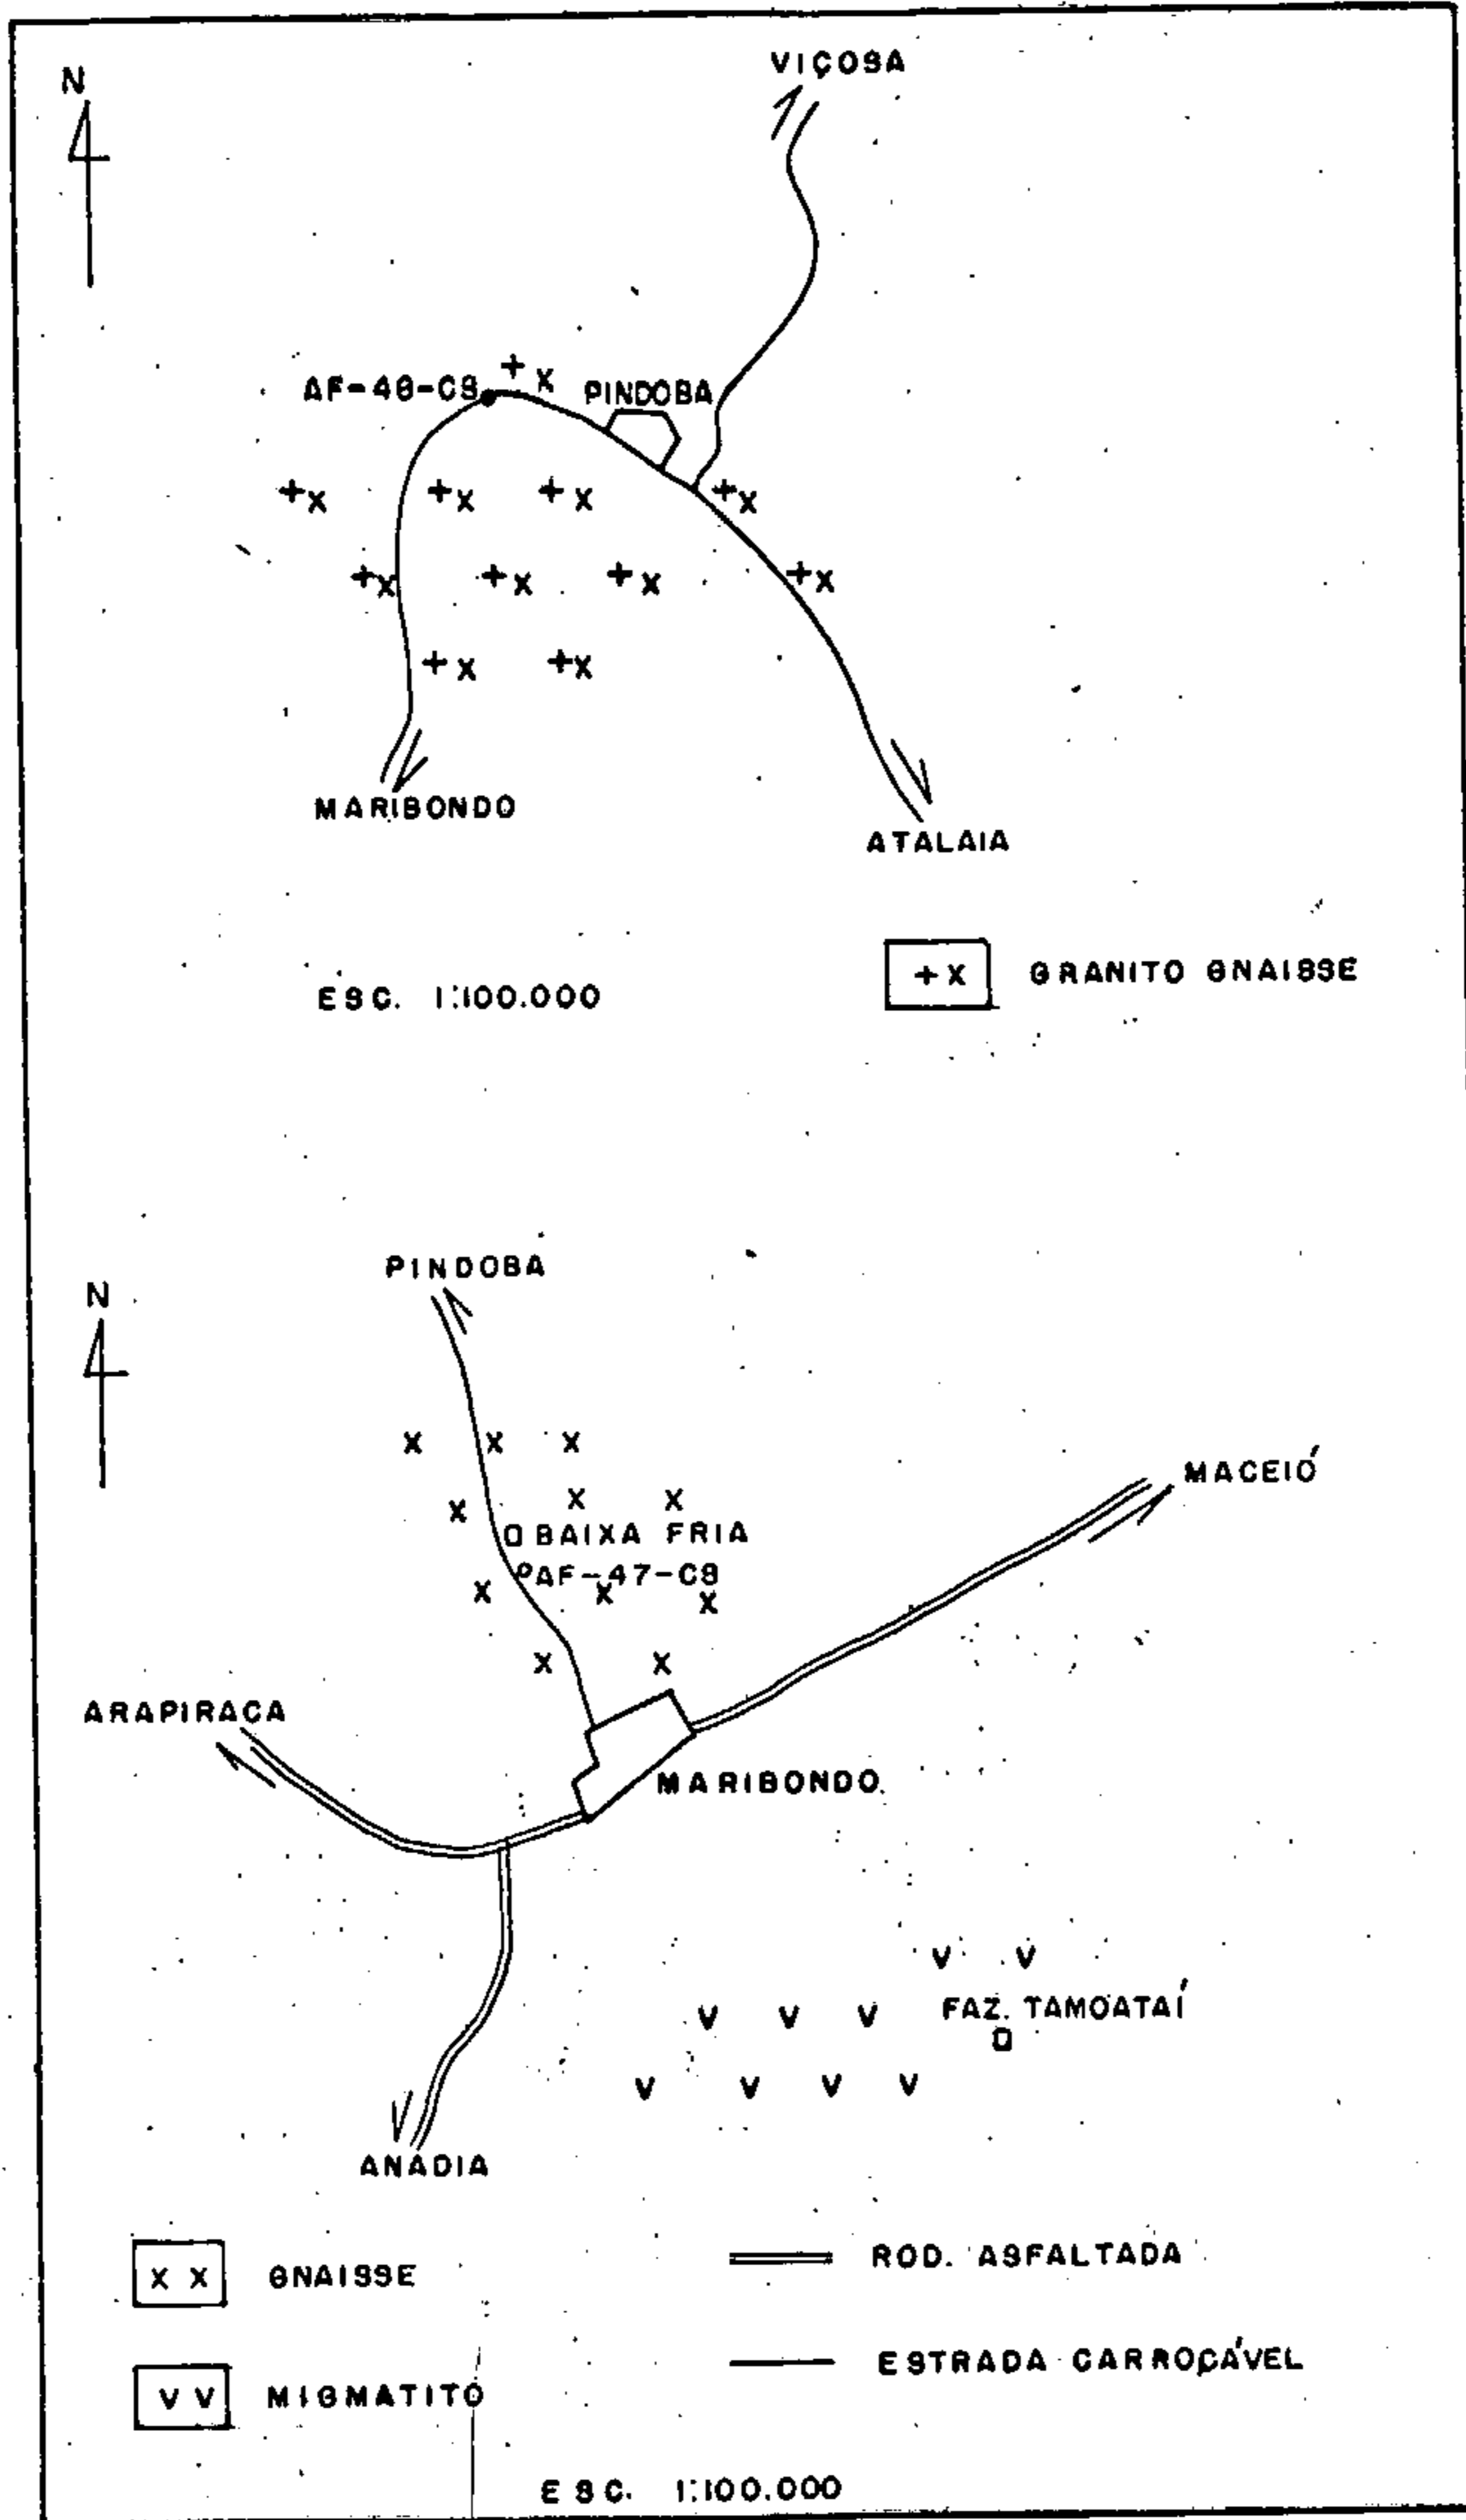 VIÇOSA
N
AF-48-CS
+ X
PINDOBA
+ X + X + X + X
+ X + X + X + X
+ X + X
MARIBONDO
ATALAIA
+ X GRANITO GNAISSE
ESC. 1:100.000
PINDOBA
N
X X X
MACEIÓ
X X X
BAIXA FRIA
AF-47-CS
X X X
X X
ARAPIRACA
MARIBONDO
V V
FAZ. TAMOATAÍ
V V V
V V V V
ANADIA
X X GNAISSE
ROD. ASFALTADA
V V MIGMATITO
ESTRADA CARROÇÁVEL
ESC. 1:100.000